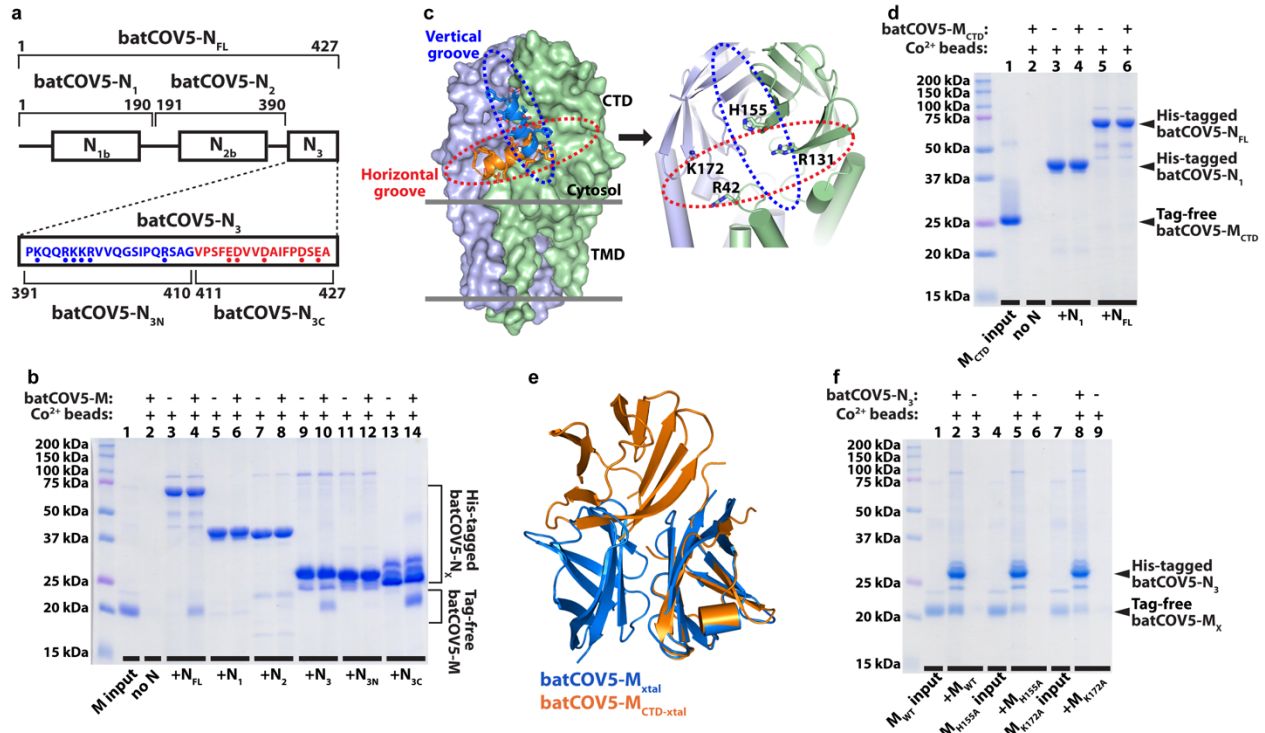 a
batCOV5-N_FL
1 427
batCOV5-N_1 batCOV5-N_2
1 190 191 390
N_1b N_2b N_3
batCOV5-N_3
PKQQRKKRVVQGSIPQRSAGVPSFEDVVDAIFPDSEA
391 410 411 427
batCOV5-N_3N batCOV5-N_3C
b
batCOV5-M: + - + - + - + - + - + - +
Co2+ beads: + + + + + + + + + + + + +
1 2 3 4 5 6 7 8 9 10 11 12 13 14
200 kDa
150 kDa
100 kDa
75 kDa
50 kDa
37 kDa
25 kDa
20 kDa
15 kDa
His-tagged
batCOV5-N_X
Tag-free
batCOV5-M
M input
no N
+N_FL
+N_1
+N_2
+N_3
+N_3N
+N_3C
c
Vertical
groove
CTD
Horizontal
groove
Cytosol
TMD
H155
R131
K172
R42
d
batCOV5-M_CTD: + - + - +
Co2+ beads: + + + + +
1 2 3 4 5 6
200 kDa
150 kDa
100 kDa
75 kDa
50 kDa
37 kDa
25 kDa
20 kDa
15 kDa
His-tagged
batCOV5-N_FL
His-tagged
batCOV5-N_1
Tag-free
batCOV5-M_CTD
M_CTD input
no N
+N_1
+N_FL
e
batCOV5-M_xtal
batCOV5-M_CTD-xtal
f
batCOV5-N_3: + - + - + -
Co2+ beads: + + + + + +
1 2 3 4 5 6 7 8 9
200 kDa
150 kDa
100 kDa
75 kDa
50 kDa
37 kDa
25 kDa
20 kDa
15 kDa
His-tagged
batCOV5-N_3
Tag-free
batCOV5-M_X
M_WT input
+M_WT
M_H155A input
+M_H155A
M_K172A input
+M_K172A